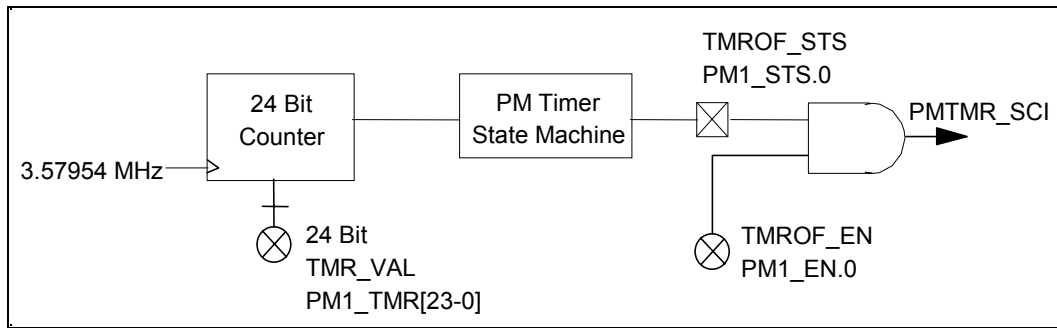 TMROF_STS
PM1_STS.0
24 Bit
Counter
PM Timer
State Machine
PMTMR_SCI
3.57954 MHz
24 Bit
TMR_VAL
PM1_TMR[23-0]
TMROF_EN
PM1_EN.0